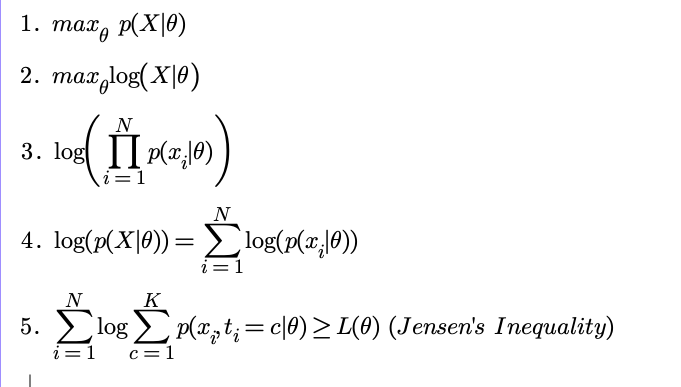 1. max_θ p(X|θ)
2. max_θ log(X|θ)
3. log(∏_{i=1}^{N} p(x_i|θ))
4. log(p(X|θ)) = ∑_{i=1}^{N} log(p(x_i|θ))
5. ∑_{i=1}^{N} log ∑_{c=1}^{K} p(x_i, t_i = c|θ) ≥ L(θ) (Jensen's Inequality)